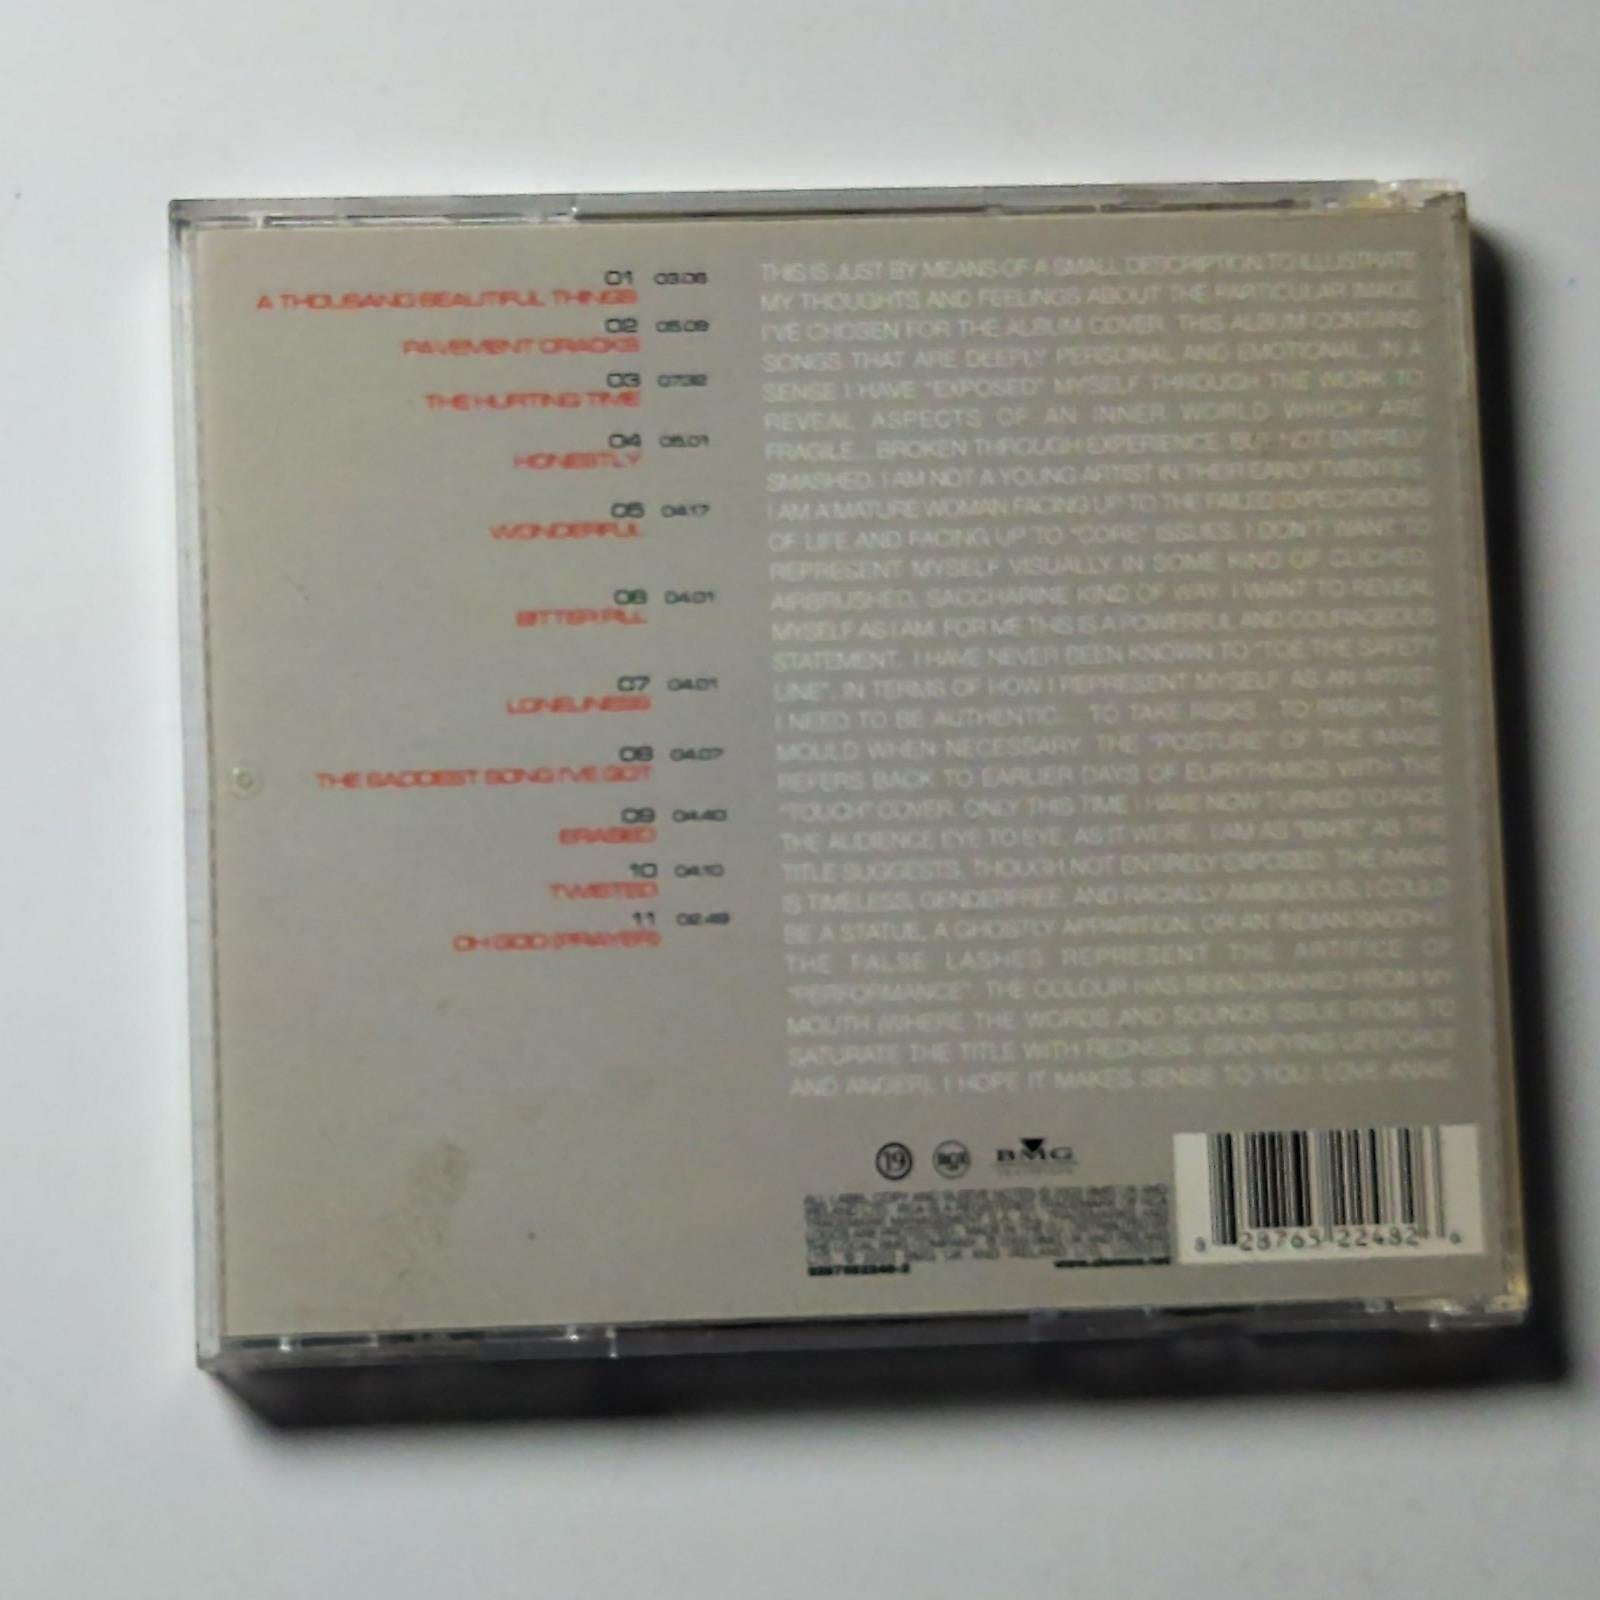 01 03.06
A THOUSAND BEAUTIFUL THINGS
02 05.09
PAVEMENT CRACKS
03 07.32
THE HURTING TIME
04 05.01
HONESTLY
05 04.17
WONDERFUL
06 04.01
BITTER PILL
07 04.01
LONELINESS
08 04.07
THE SADDEST SONG I'VE GOT
09 04.40
ERASED
10 04.10
TWISTED
11 02.49
OH GOD (PRAYER)
THIS IS JUST BY MEANS OF A SMALL DESCRIPTION TO ILLUSTRATE
MY THOUGHTS AND FEELINGS ABOUT THE PARTICULAR IMAGE
I'VE CHOSEN FOR THE ALBUM COVER. THIS ALBUM CONTAINS
SONGS THAT ARE DEEPLY PERSONAL AND EMOTIONAL. IN A
SENSE I HAVE "EXPOSED" MYSELF THROUGH THE WORK TO
REVEAL ASPECTS OF AN INNER WORLD WHICH ARE
FRAGILE... BROKEN THROUGH EXPERIENCE, BUT NOT ENTIRELY
SMASHED. I AM NOT A YOUNG ARTIST IN THEIR EARLY TWENTIES.
I AM A MATURE WOMAN FACING UP TO THE FAILED EXPECTATIONS
OF LIFE AND FACING UP TO "CORE" ISSUES. I DON'T WANT TO
REPRESENT MYSELF VISUALLY IN SOME KIND OF CLICHED,
AIRBRUSHED, SACCHARINE KIND OF WAY. I WANT TO REVEAL
MYSELF AS I AM. FOR ME THIS IS A POWERFUL AND COURAGEOUS
STATEMENT. I HAVE NEVER BEEN KNOWN TO "TOE THE SAFETY
LINE". IN TERMS OF HOW I REPRESENT MYSELF AS AN ARTIST,
I NEED TO BE AUTHENTIC... TO TAKE RISKS... TO BREAK THE
MOULD WHEN NECESSARY. THE "POSTURE" OF THE IMAGE
REFERS BACK TO EARLIER DAYS OF EURYTHMICS WITH THE
"TOUCH" COVER. ONLY THIS TIME I HAVE NOW TURNED TO FACE
THE AUDIENCE EYE TO EYE, AS IT WERE. I AM AS "BARE" AS THE
TITLE SUGGESTS, THOUGH NOT ENTIRELY EXPOSED. THE IMAGE
IS TIMELESS, GENDERFREE, AND RACIALLY AMBIGUOUS. I COULD
BE A STATUE, A GHOSTLY APPARITION, OR AN INDIAN SADDHU.
THE FALSE LASHES REPRESENT THE ARTIFICE OF
"PERFORMANCE". THE COLOUR HAS BEEN DRAINED FROM MY
MOUTH (WHERE THE WORDS AND SOUNDS ISSUE FROM) TO
SATURATE THE TITLE WITH REDNESS. (SIGNIFYING LIFEFORCE
AND ANGER). I HOPE IT MAKES SENSE TO YOU. LOVE ANNIE.
19 RCA BMG
ALL LABEL COPY AND SLEEVE NOTES
8 28765 22482 6